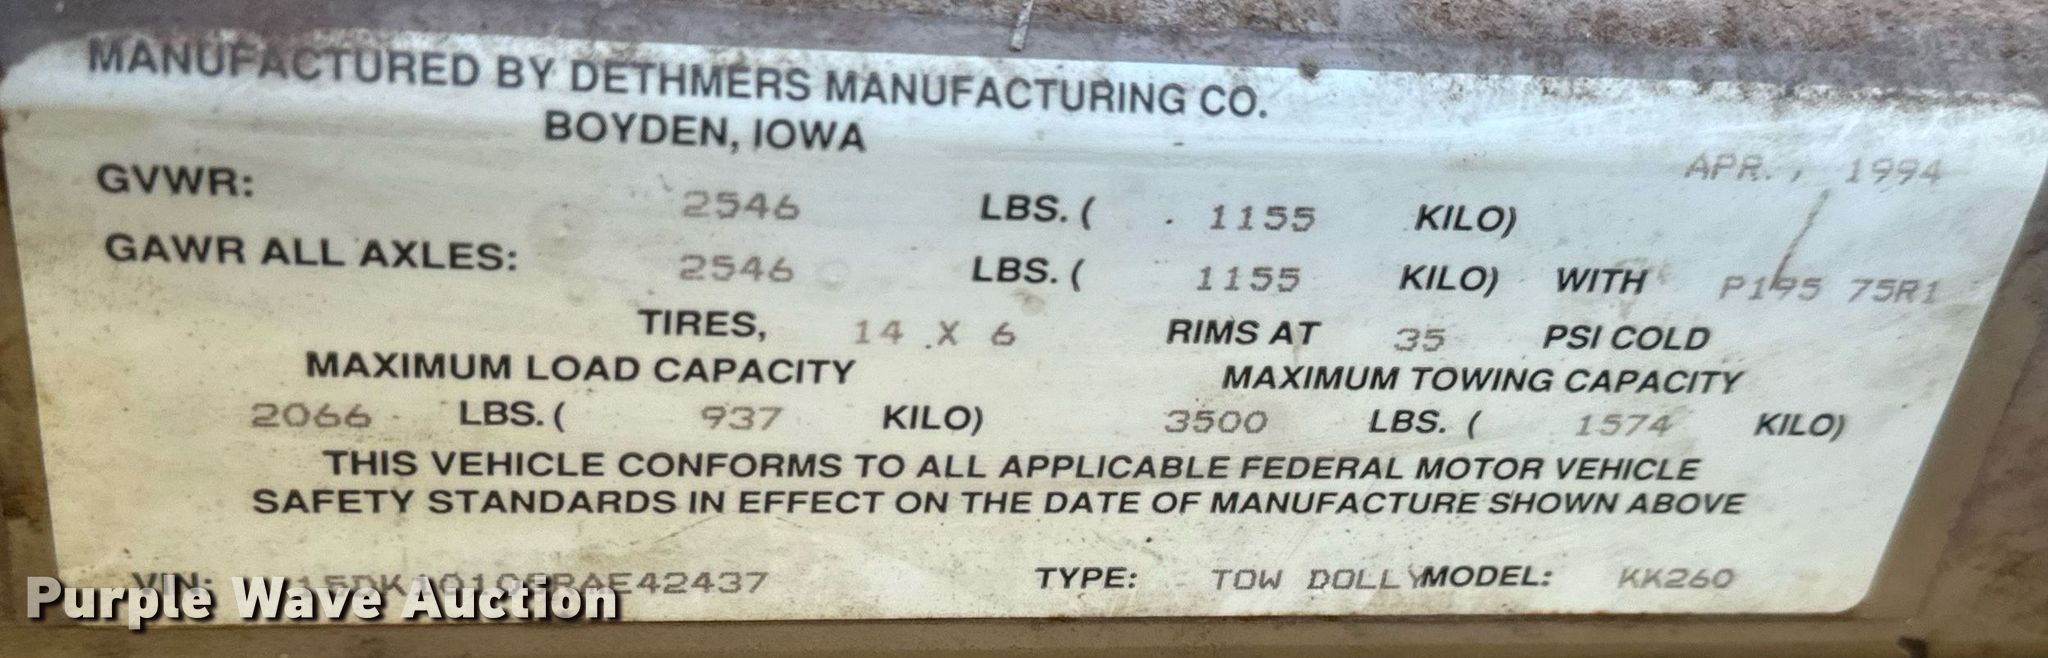 MANUFACTURED BY DETHMERS MANUFACTURING CO.
BOYDEN, IOWA
APR., 1994
GVWR: 2546 LBS. ( 1155 KILO)
GAWR ALL AXLES: 2546 LBS. ( 1155 KILO) WITH P195 75R1
TIRES, 14 X 6 RIMS AT 35 PSI COLD
MAXIMUM LOAD CAPACITY MAXIMUM TOWING CAPACITY
2066 LBS. ( 937 KILO) 3500 LBS. ( 1574 KILO)
THIS VEHICLE CONFORMS TO ALL APPLICABLE FEDERAL MOTOR VEHICLE
SAFETY STANDARDS IN EFFECT ON THE DATE OF MANUFACTURE SHOWN ABOVE
VIN: TYPE: TOW DOLLY MODEL: KK260
Purple Wave Auction